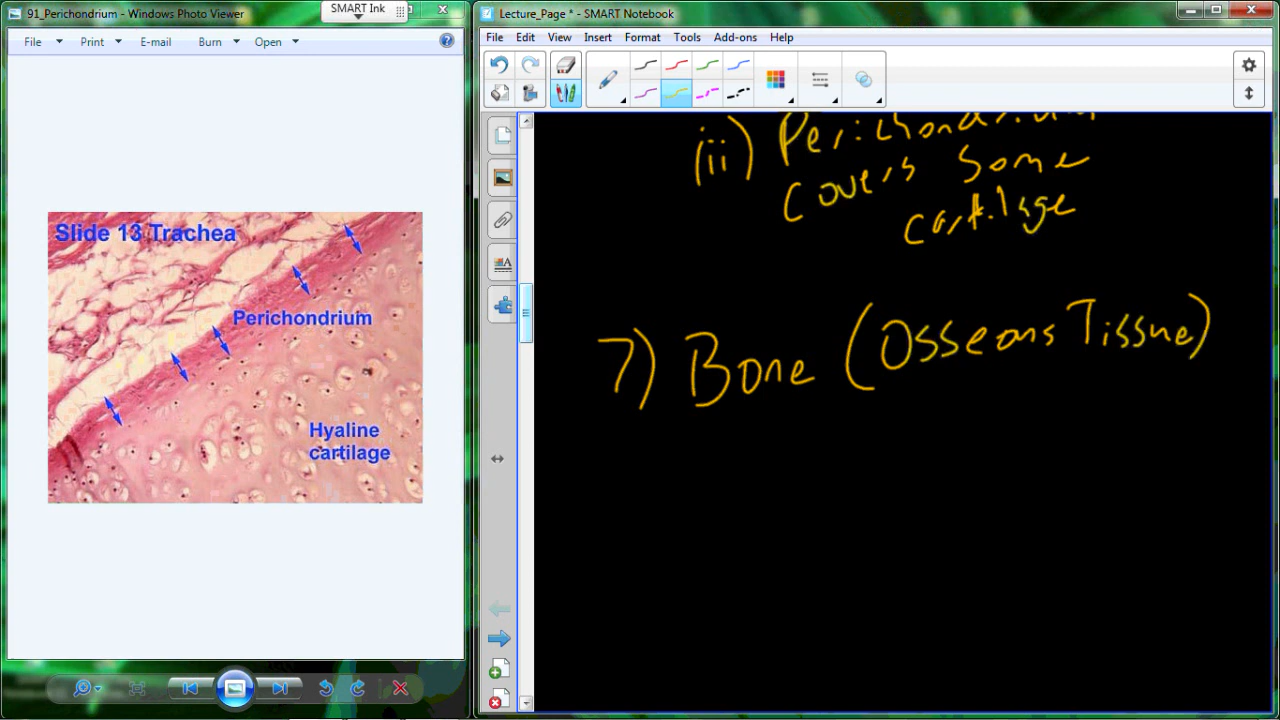 91_Perichondrium - Windows Photo Viewer
SMART Ink
File Print E-mail Burn Open
Slide 13 Trachea
Perichondrium
Hyaline
cartilage
Lecture_Page * - SMART Notebook
File Edit View Insert Format Tools Add-ons Help
(ii) Perichondrium
covers some
cartilage
7) Bone (Osseous Tissue)